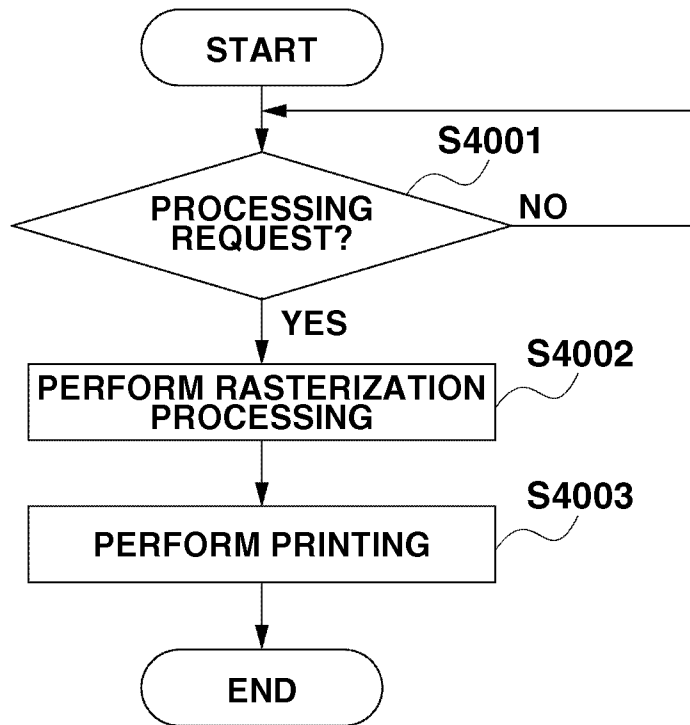 START
S4001
PROCESSING
REQUEST?
NO
YES
S4002
PERFORM RASTERIZATION
PROCESSING
S4003
PERFORM PRINTING
END